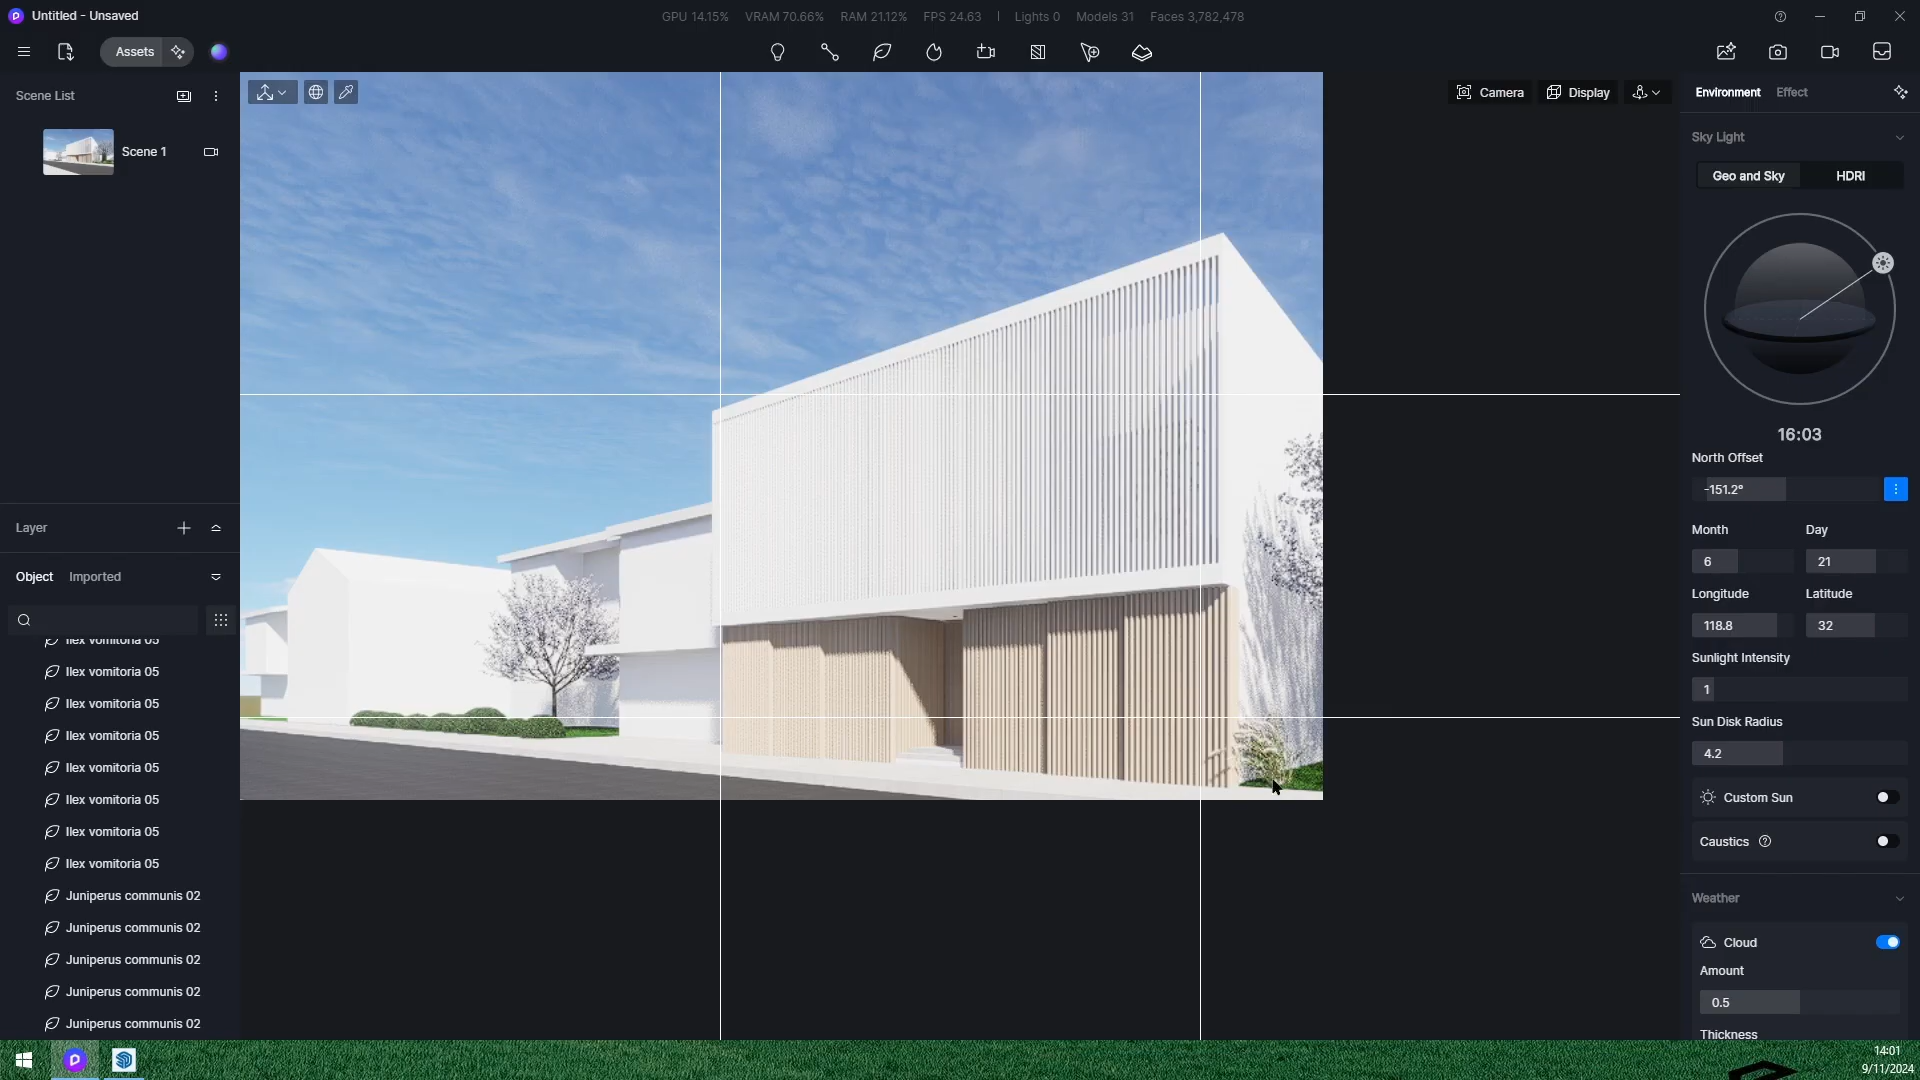 Titled - Unsaved
GPU 14.15% VRAM 70.66% RAM 21.12% FPS 24.63 | Lights 0 Models 31 Faces 3,782,478
Assets
Scene List
Scene 1
Camera
Display
Environment
Effect
Sky Light
Geo and Sky
HDRI
16:03
North Offset
-151.2°
Month
Day
6
21
Longitude
Latitude
118.8
32
Sunlight Intensity
1
Sun Disk Radius
4.2
Custom Sun
Caustics
Weather
Cloud
Amount
0.5
Thickness
Layer
Object
Imported
Ilex vomitoria 05
Ilex vomitoria 05
Ilex vomitoria 05
Ilex vomitoria 05
Ilex vomitoria 05
Ilex vomitoria 05
Ilex vomitoria 05
Ilex vomitoria 05
Juniperus communis 02
Juniperus communis 02
Juniperus communis 02
Juniperus communis 02
Juniperus communis 02
14:01
9/11/2024